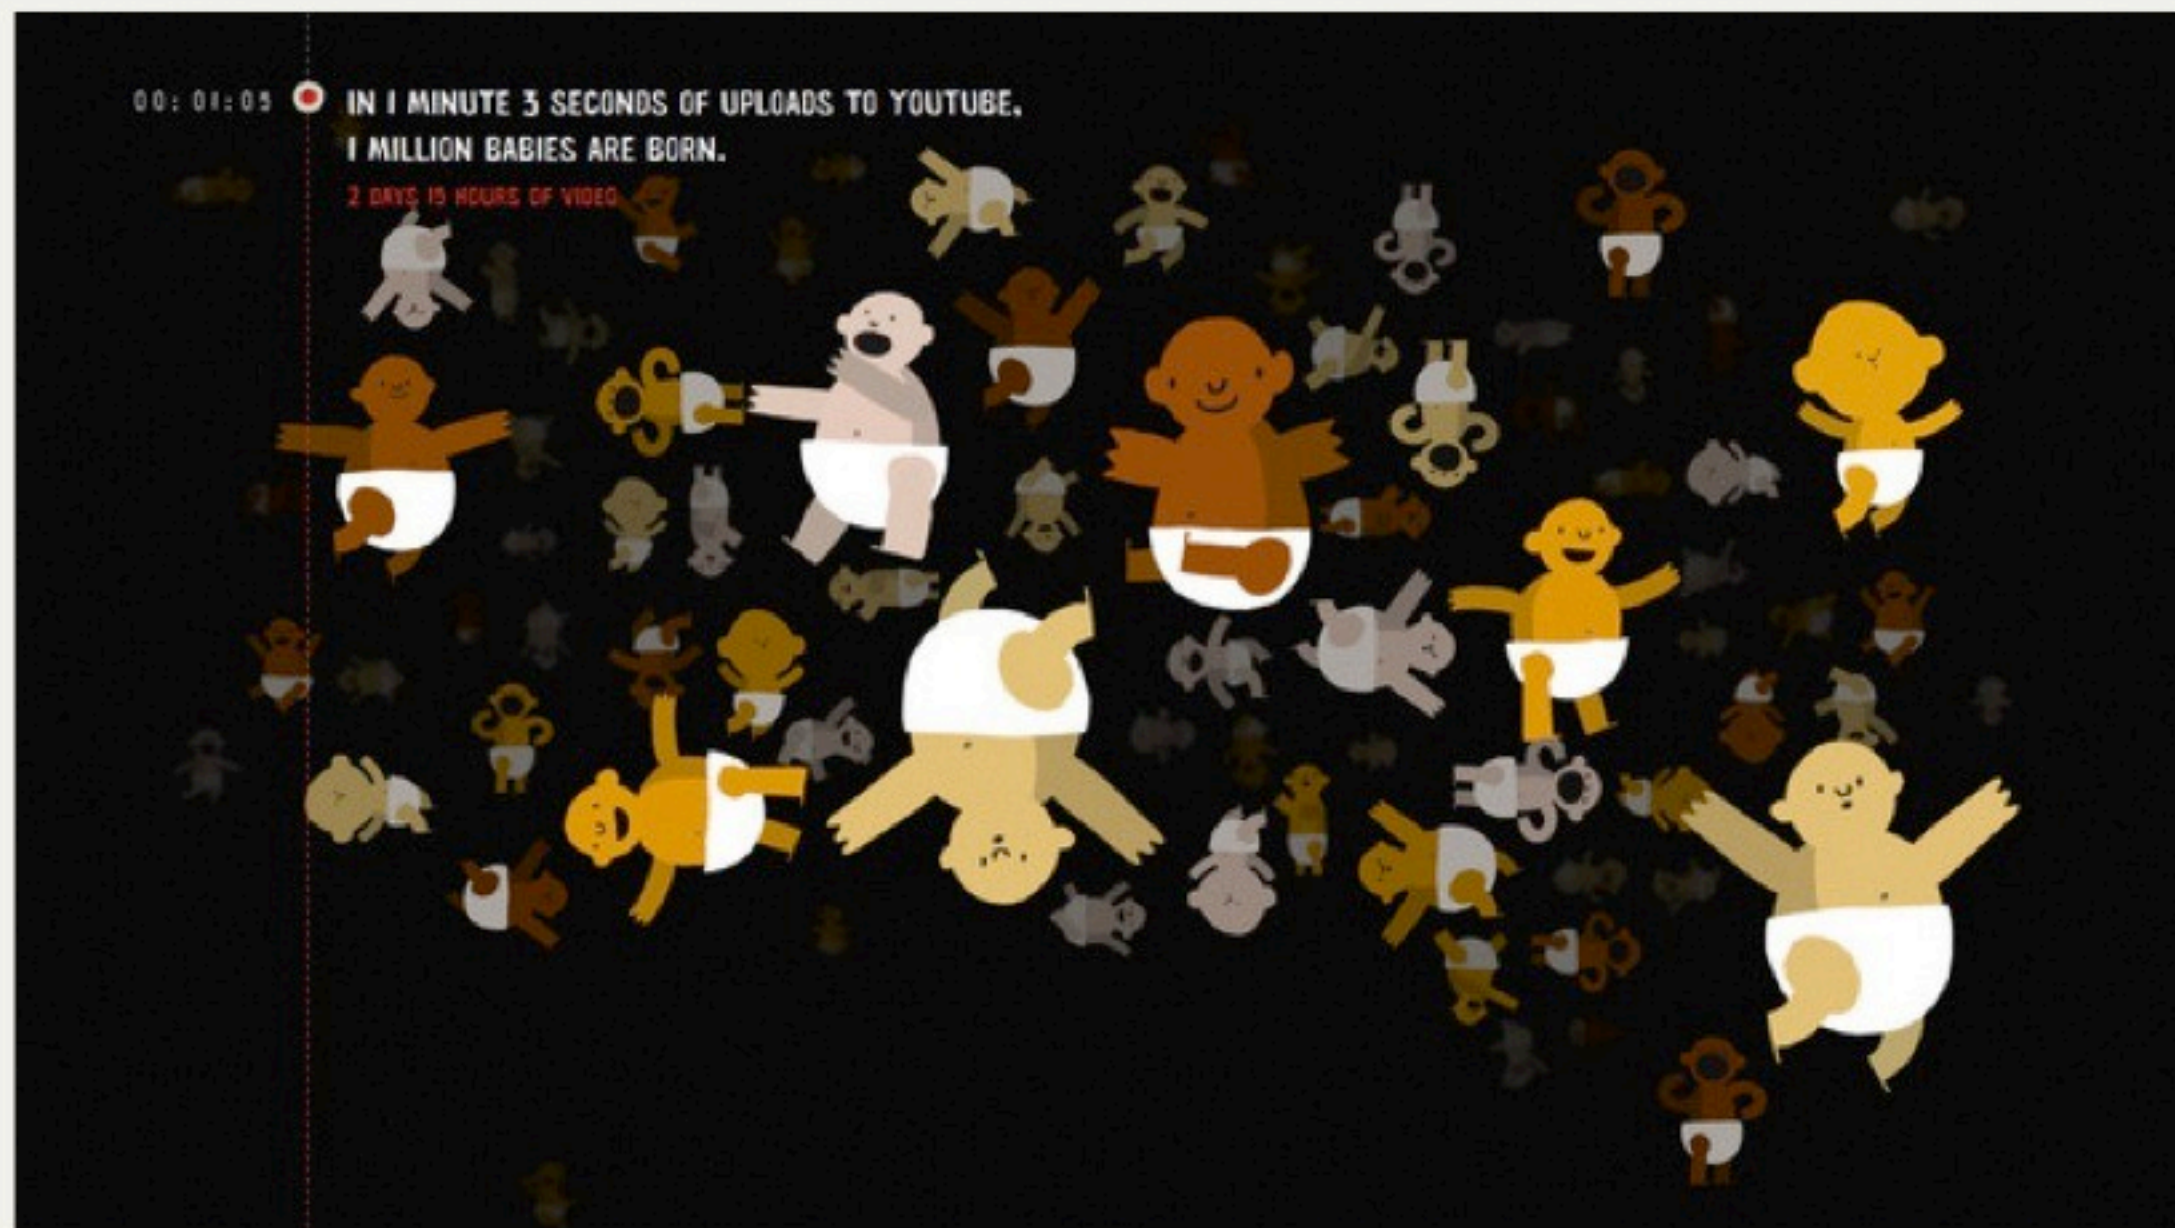 00:01:03
IN 1 MINUTE 3 SECONDS OF UPLOADS TO YOUTUBE.
1 MILLION BABIES ARE BORN.
2 DAYS 15 HOURS OF VIDEO